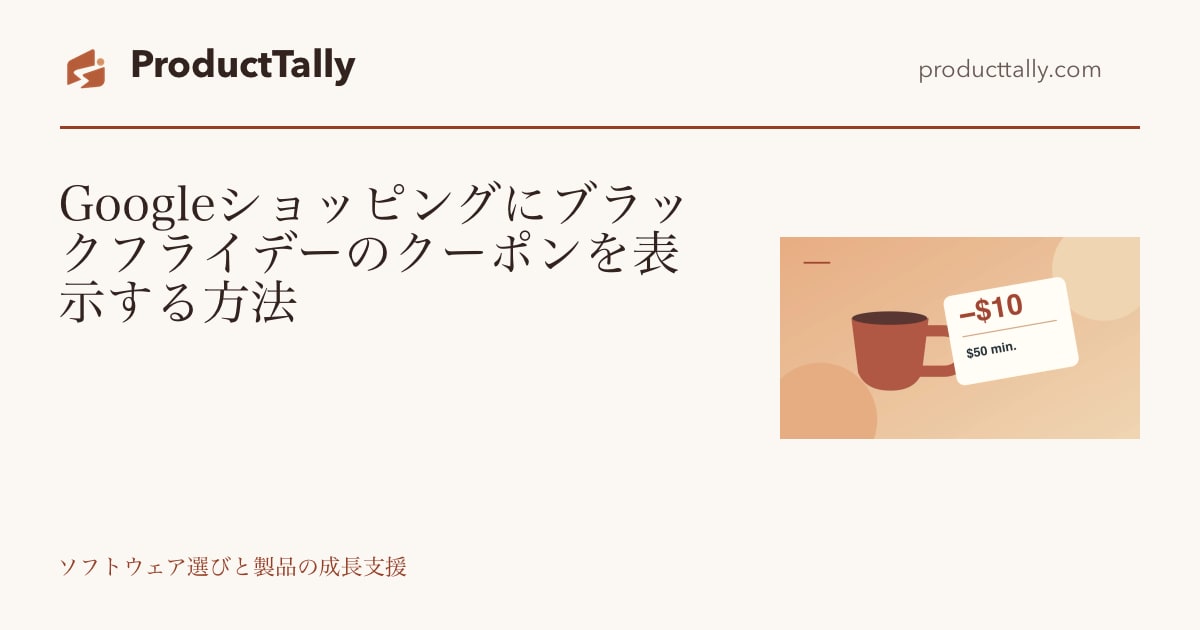 ProductTally
producttally.com
Googleショッピングにブラッ
クフライデーのクーポンを表
示する方法
–$10
$50 min.
ソフトウェア選びと製品の成長支援